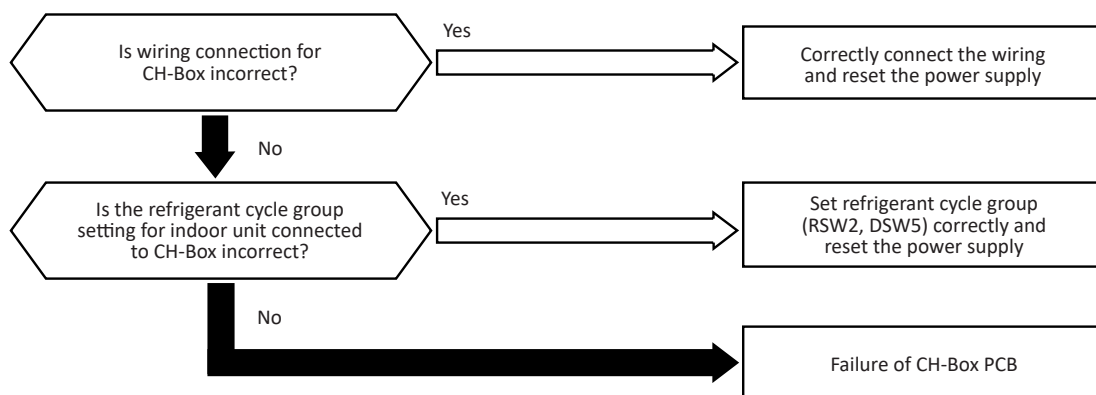 Is wiring connection for
CH-Box incorrect?
Yes
Correctly connect the wiring
and reset the power supply
No
Is the refrigerant cycle group
setting for indoor unit connected
to CH-Box incorrect?
Yes
Set refrigerant cycle group
(RSW2, DSW5) correctly and
reset the power supply
No
Failure of CH-Box PCB